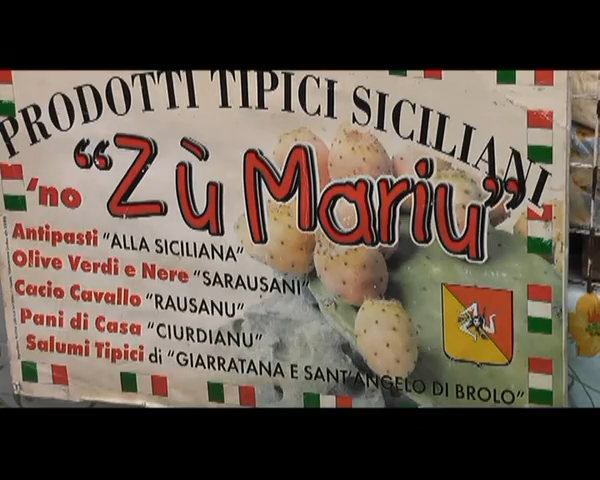 PRODOTTI TIPICI SICILIANI
'no "Zù Mariu"
Antipasti "ALLA SICILIANA"
Olive Verdi e Nere "SARAUSANI"
Cacio Cavallo "RAUSANU"
Pani di Casa "CIURDIANU"
Salumi Tipici di "GIARRATANA E SANT'ANGELO DI BROLO"